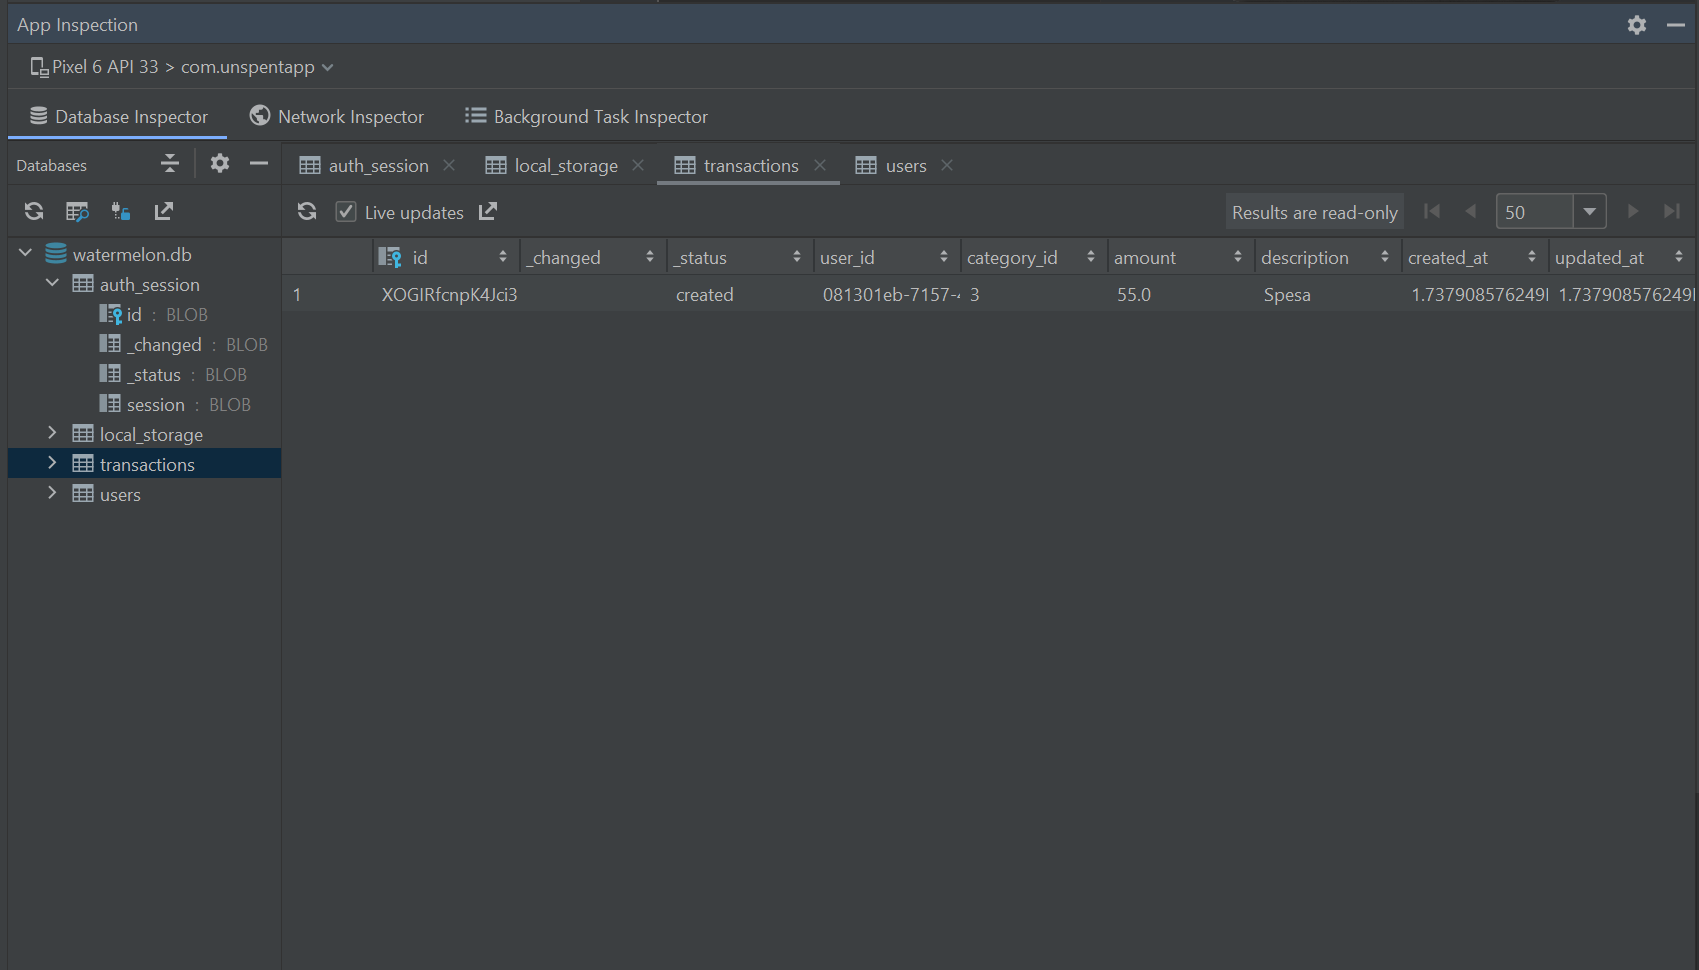 App Inspection
Pixel 6 API 33 > com.unspentapp
Database Inspector Network Inspector Background Task Inspector
Databases auth_session local_storage transactions users
Live updates Results are read-only 50
watermelon.db id _changed _status user_id category_id amount description created_at updated_at
auth_session 1 XOGIRfcnpK4Jci3 created 081301eb-7157- 3 55.0 Spesa 1.737908576249 1.737908576249
id : BLOB
_changed : BLOB
_status : BLOB
session : BLOB
local_storage
transactions
users